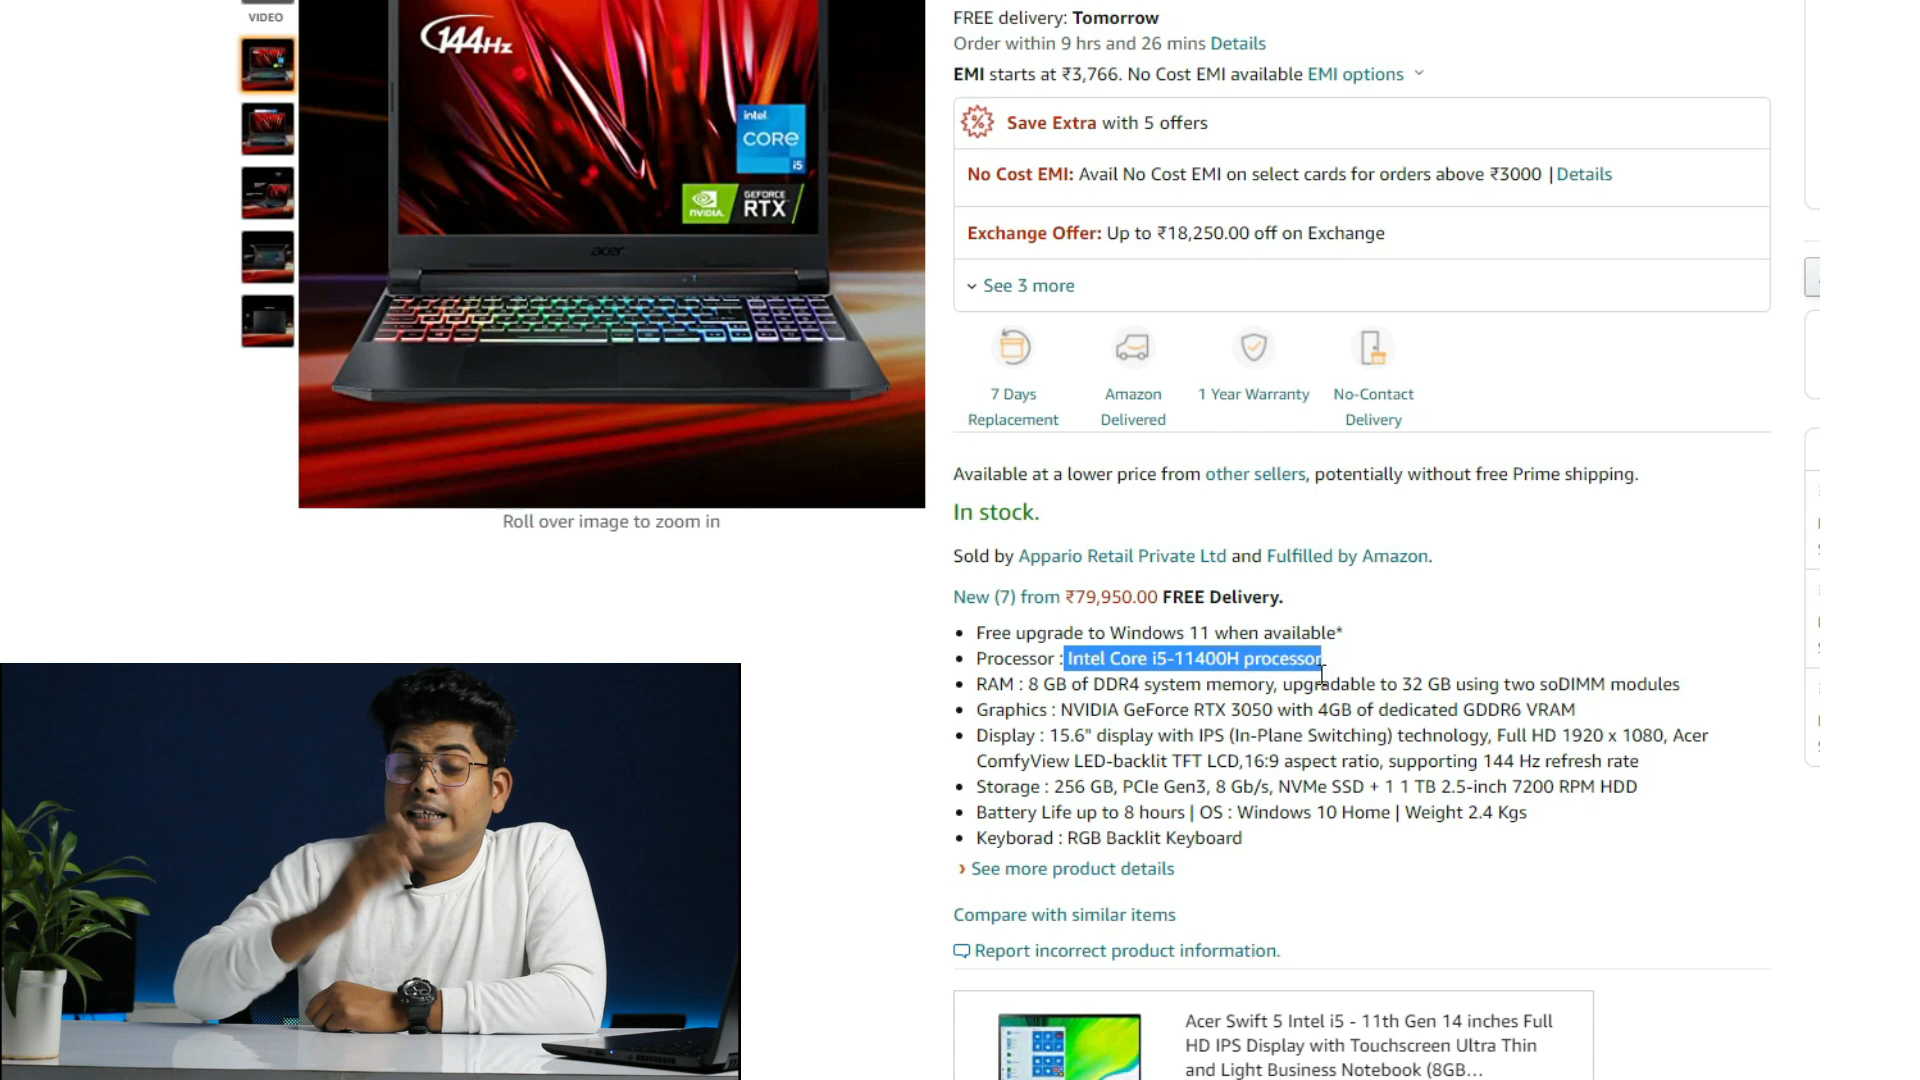 VIDEO
144Hz
intel
CORE
i5
NVIDIA.
GEFORCE
RTX
acer
Roll over image to zoom in
FREE delivery: Tomorrow
Order within 9 hrs and 26 mins Details
EMI starts at ₹3,766. No Cost EMI available EMI options
Save Extra with 5 offers
No Cost EMI: Avail No Cost EMI on select cards for orders above ₹3000 | Details
Exchange Offer: Up to ₹18,250.00 off on Exchange
See 3 more
7 Days
Replacement
Amazon
Delivered
1 Year Warranty
No-Contact
Delivery
Available at a lower price from other sellers, potentially without free Prime shipping.
In stock.
Sold by Appario Retail Private Ltd and Fulfilled by Amazon.
New (7) from ₹79,950.00 FREE Delivery.
• Free upgrade to Windows 11 when available*
• Processor : Intel Core i5-11400H processor
• RAM : 8 GB of DDR4 system memory, upgradable to 32 GB using two soDIMM modules
• Graphics : NVIDIA GeForce RTX 3050 with 4GB of dedicated GDDR6 VRAM
• Display : 15.6" display with IPS (In-Plane Switching) technology, Full HD 1920 x 1080, Acer
ComfyView LED-backlit TFT LCD,16:9 aspect ratio, supporting 144 Hz refresh rate
• Storage : 256 GB, PCIe Gen3, 8 Gb/s, NVMe SSD + 1 1 TB 2.5-inch 7200 RPM HDD
• Battery Life up to 8 hours | OS : Windows 10 Home | Weight 2.4 Kgs
• Keyborad : RGB Backlit Keyboard
› See more product details
Compare with similar items
Report incorrect product information.
Acer Swift 5 Intel i5 - 11th Gen 14 inches Full
HD IPS Display with Touchscreen Ultra Thin
and Light Business Notebook (8GB...